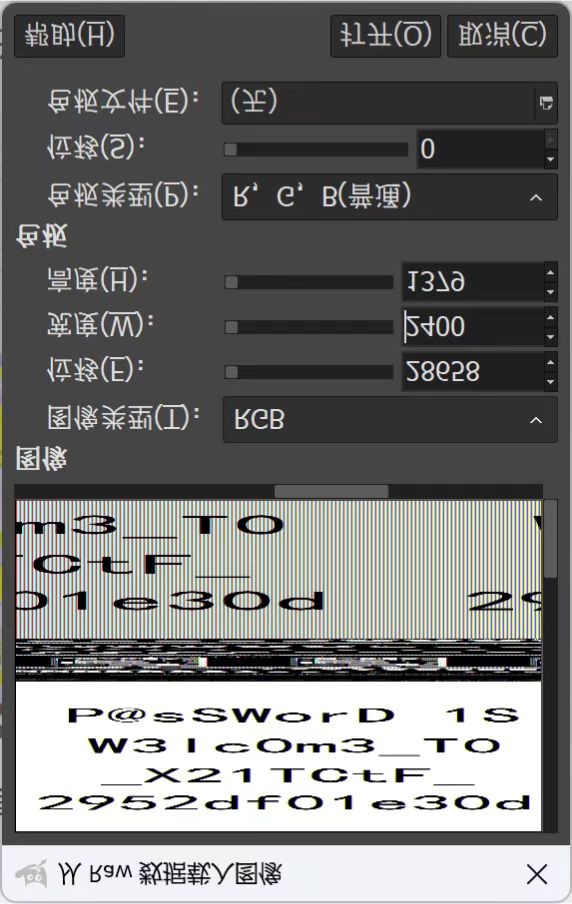 帮助(H) 打开(O) 取消(C)
色板文件(E): (无)
位移(S): 0
色板类型(P): R, G, B(普通)
色板
高度(H): 1379
宽度(W): 2400
位移(F): 28658
图像类型(T): RGB
图像
m3__TO
TCtF__
01e30d 29
P@sSWorD 1S
W3lcOm3__TO
__X21TCtF__
2952df01e30d
从 Raw 数据载入图像